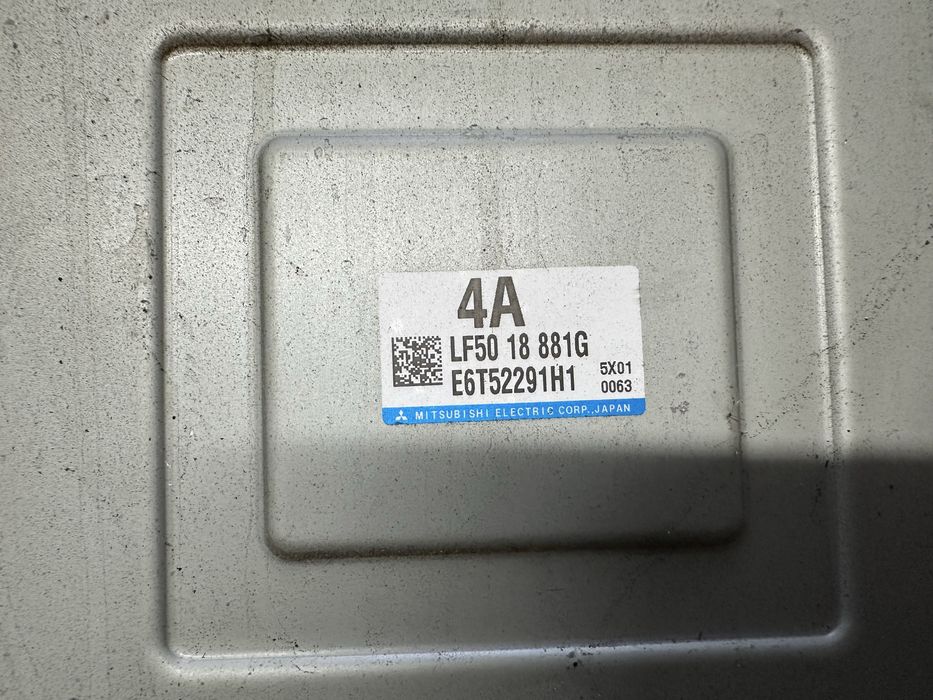 4A
LF50 18 881G
E6T52291H1
5X01
0063
MITSUBISHI ELECTRIC CORP., JAPAN